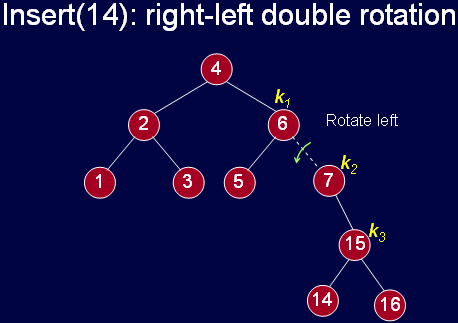 Insert(14): right-left double rotation
4
k1
2
6
Rotate left
k2
1
3
5
7
k3
15
14
16